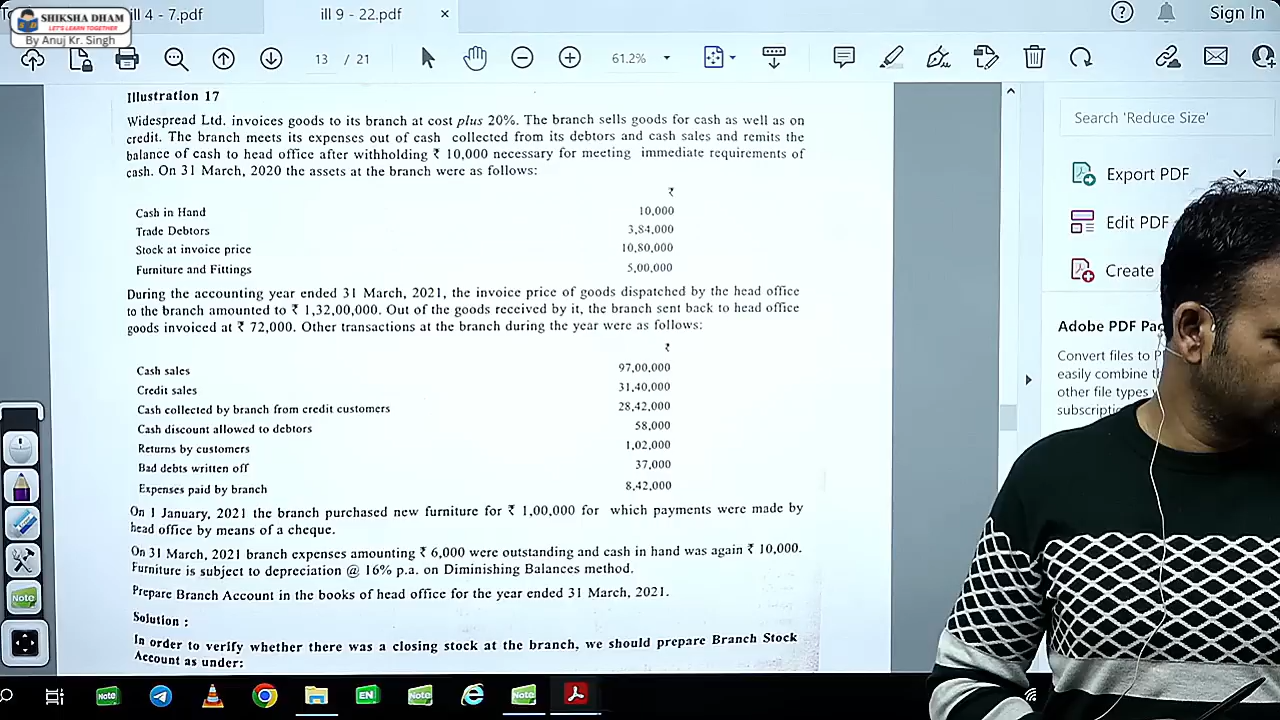 SHIKSHA DHAM
LET'S LEARN TOGETHER
By Anuj Kr. Singh
ill 4 - 7.pdf
ill 9 - 22.pdf
×
Sign In
13 / 21
61.2%
Search 'Reduce Size'
Export PDF
Edit PDF
Create
Adobe PDF Pac
Convert files to P
easily combine th
other file types
subscriptio
Illustration 17
Widespread Ltd. invoices goods to its branch at cost plus 20%. The branch sells goods for cash as well as on
credit. The branch meets its expenses out of cash collected from its debtors and cash sales and remits the
balance of cash to head office after withholding ₹ 10,000 necessary for meeting immediate requirements of
cash. On 31 March, 2020 the assets at the branch were as follows:
₹
Cash in Hand 10,000
Trade Debtors 3,84,000
Stock at invoice price 10,80,000
Furniture and Fittings 5,00,000
During the accounting year ended 31 March, 2021, the invoice price of goods dispatched by the head office
to the branch amounted to ₹ 1,32,00,000. Out of the goods received by it, the branch sent back to head office
goods invoiced at ₹ 72,000. Other transactions at the branch during the year were as follows:
₹
Cash sales 97,00,000
Credit sales 31,40,000
Cash collected by branch from credit customers 28,42,000
Cash discount allowed to debtors 58,000
Returns by customers 1,02,000
Bad debts written off 37,000
Expenses paid by branch 8,42,000
On 1 January, 2021 the branch purchased new furniture for ₹ 1,00,000 for which payments were made by
head office by means of a cheque.
On 31 March, 2021 branch expenses amounting ₹ 6,000 were outstanding and cash in hand was again ₹ 10,000.
Furniture is subject to depreciation @ 16% p.a. on Diminishing Balances method.
Prepare Branch Account in the books of head office for the year ended 31 March, 2021.
Solution :
In order to verify whether there was a closing stock at the branch, we should prepare Branch Stock
Account as under:
Note
Note
EN
Note
Note